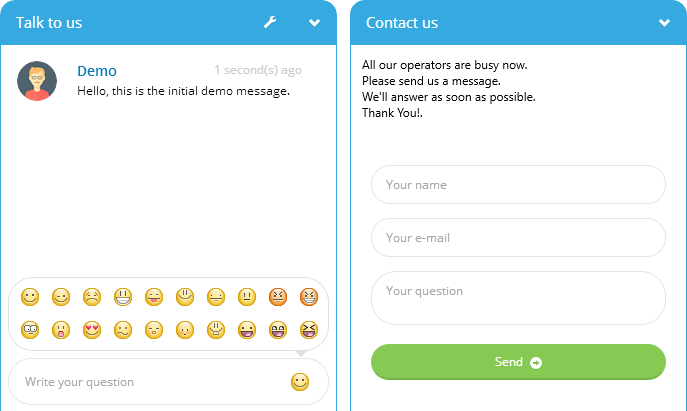 Talk to us
Demo
1 second(s) ago
Hello, this is the initial demo message.
Write your question
Contact us
All our operators are busy now.
Please send us a message.
We'll answer as soon as possible.
Thank You!.
Your name
Your e-mail
Your question
Send